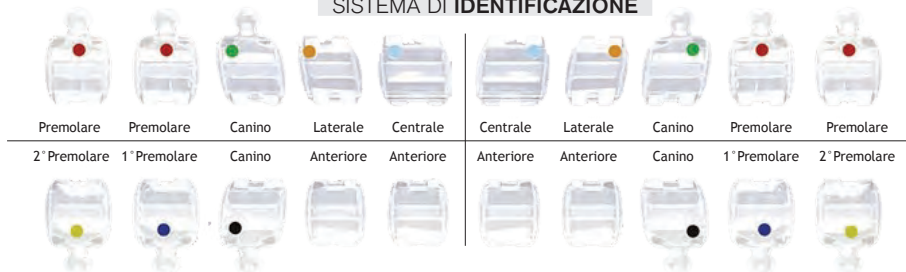 SISTEMA DI IDENTIFICAZIONE
Premolare Premolare Canino Laterale Centrale Centrale Laterale Canino Premolare Premolare
2°Premolare 1°Premolare Canino Anteriore Anteriore Anteriore Anteriore Canino 1°Premolare 2°Premolare